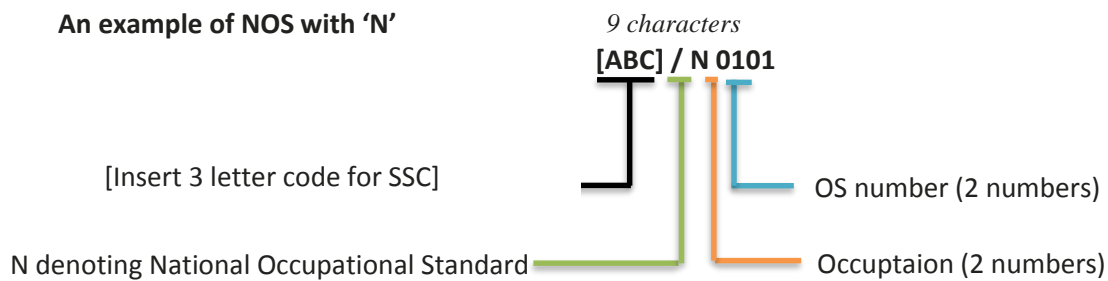 An example of NOS with ‘N’
9 characters
[ABC] / N 0101
[Insert 3 letter code for SSC]
OS number (2 numbers)
N denoting National Occupational Standard
Occuptaion (2 numbers)